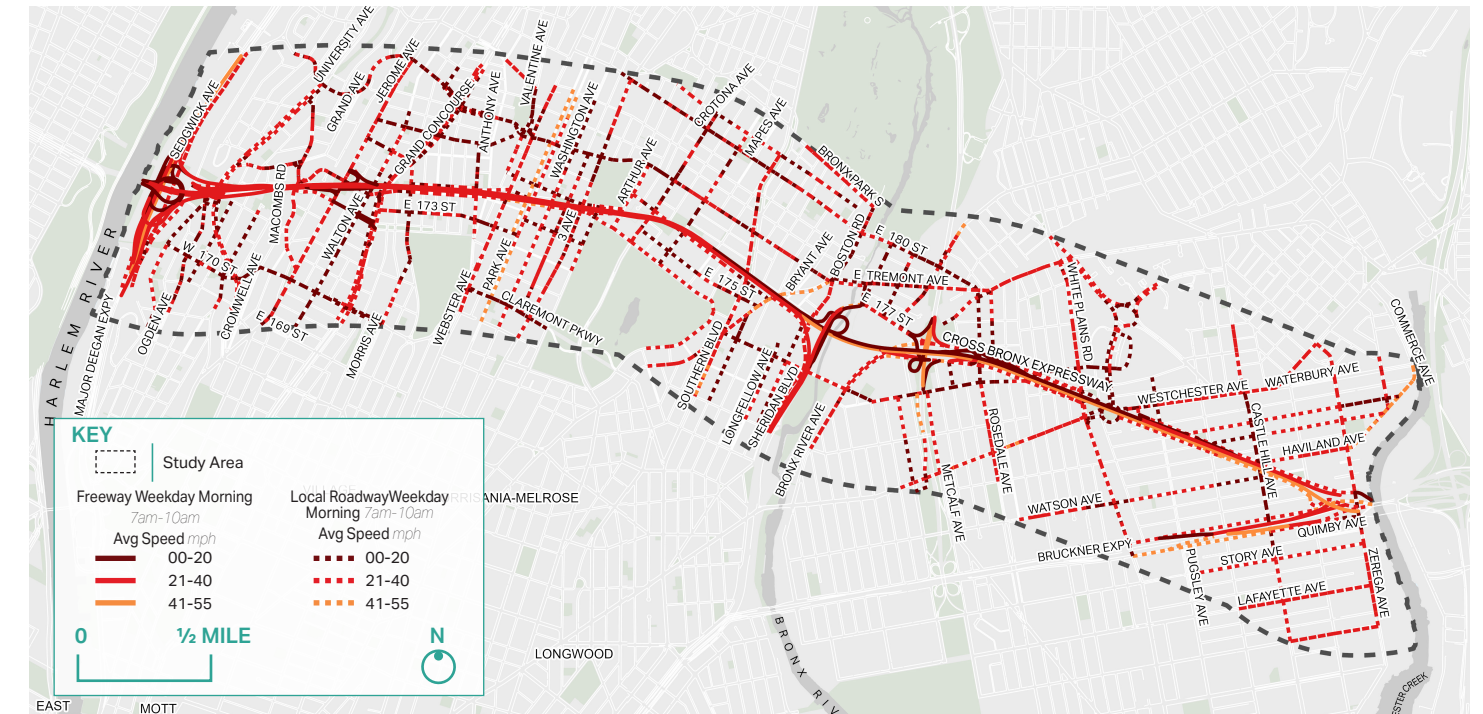 UNIVERSITY AVE
SEDGWICK AVE
GRAND AVE
JEROME AVE
GRAND CONCOURSE
ANTHONY AVE
VALENTINE AVE
WASHINGTON AVE
ARTHUR AVE
CROTONA AVE
MAPES AVE
BRONX PARK S
MACOMBS RD
WALTON AVE
E 173 ST
3 AVE
W 170 ST
CROMWELL AVE
OGDEN AVE
E 169 ST
MORRIS AVE
WEBSTER AVE
PARK AVE
CLAREMONT PKWY
E 175 ST
BRYANT AVE
BOSTON RD
E 180 ST
E TREMONT AVE
E 177 ST
SOUTHERN BLVD
LONGFELLOW AVE
SHERIDAN BLVD
BRONX RIVER AVE
CROSS BRONX EXPRESSWAY
WHITE PLAINS RD
ROSEDALE AVE
METCALF AVE
WESTCHESTER AVE
WATERBURY AVE
COMMERCE AVE
CASTLE HILL AVE
HAVILAND AVE
WATSON AVE
BRUCKNER EXPY
QUIMBY AVE
PUGSLEY AVE
STORY AVE
LAFAYETTE AVE
ZEREGA AVE
HARLEM RIVER
MAJOR DEEGAN EXPY
KEY
Study Area
Freeway Weekday Morning
7am-10am
Avg Speed mph
00-20
21-40
41-55
Local RoadwayWeekday
Morning 7am-10am
Avg Speed mph
00-20
21-40
41-55
0 ½ MILE
N
VILLAGE
RRISANIA-MELROSE
LONGWOOD
BRONX RIV
EAST
MOTT
STER CREEK